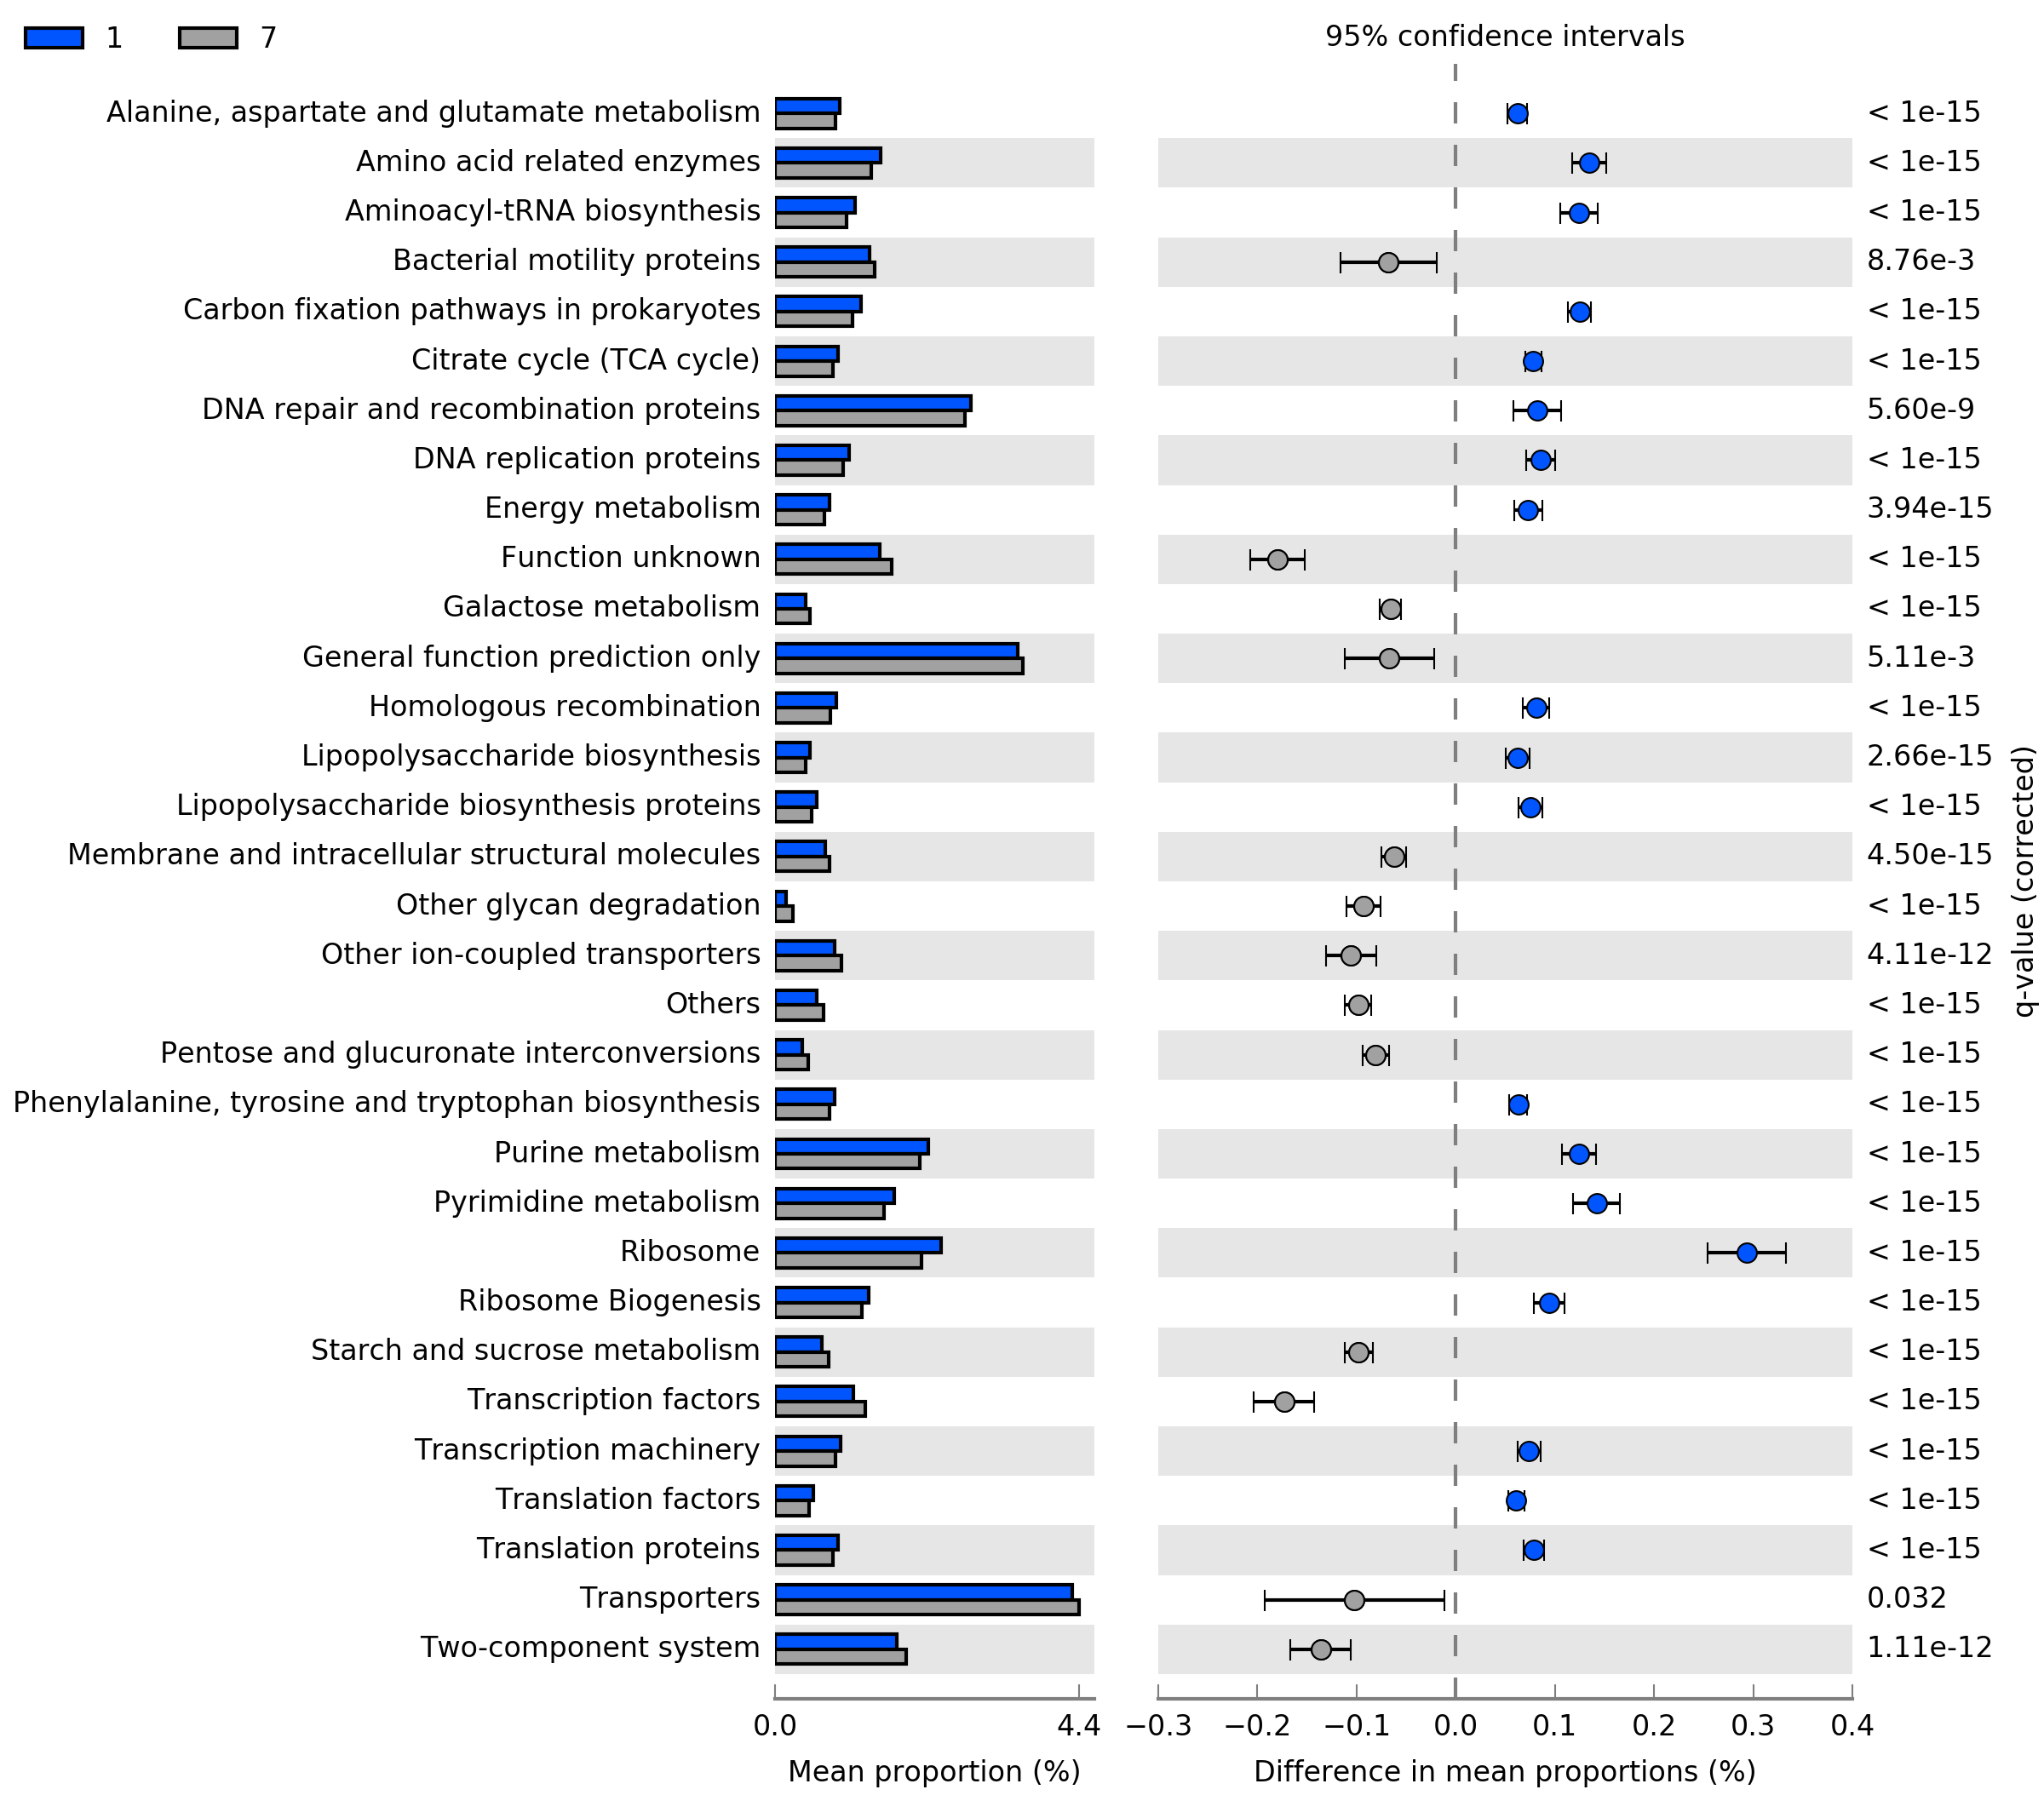 1 7
95% confidence intervals
Alanine, aspartate and glutamate metabolism < 1e-15
Amino acid related enzymes < 1e-15
Aminoacyl-tRNA biosynthesis < 1e-15
Bacterial motility proteins 8.76e-3
Carbon fixation pathways in prokaryotes < 1e-15
Citrate cycle (TCA cycle) < 1e-15
DNA repair and recombination proteins 5.60e-9
DNA replication proteins < 1e-15
Energy metabolism 3.94e-15
Function unknown < 1e-15
Galactose metabolism < 1e-15
General function prediction only 5.11e-3
Homologous recombination < 1e-15
Lipopolysaccharide biosynthesis 2.66e-15
Lipopolysaccharide biosynthesis proteins < 1e-15
Membrane and intracellular structural molecules 4.50e-15
Other glycan degradation < 1e-15
Other ion-coupled transporters 4.11e-12
Others < 1e-15
Pentose and glucuronate interconversions < 1e-15
Phenylalanine, tyrosine and tryptophan biosynthesis < 1e-15
Purine metabolism < 1e-15
Pyrimidine metabolism < 1e-15
Ribosome < 1e-15
Ribosome Biogenesis < 1e-15
Starch and sucrose metabolism < 1e-15
Transcription factors < 1e-15
Transcription machinery < 1e-15
Translation factors < 1e-15
Translation proteins < 1e-15
Transporters 0.032
Two-component system 1.11e-12
q-value (corrected)
0.0 4.4 −0.3 −0.2 −0.1 0.0 0.1 0.2 0.3 0.4
Mean proportion (%) Difference in mean proportions (%)